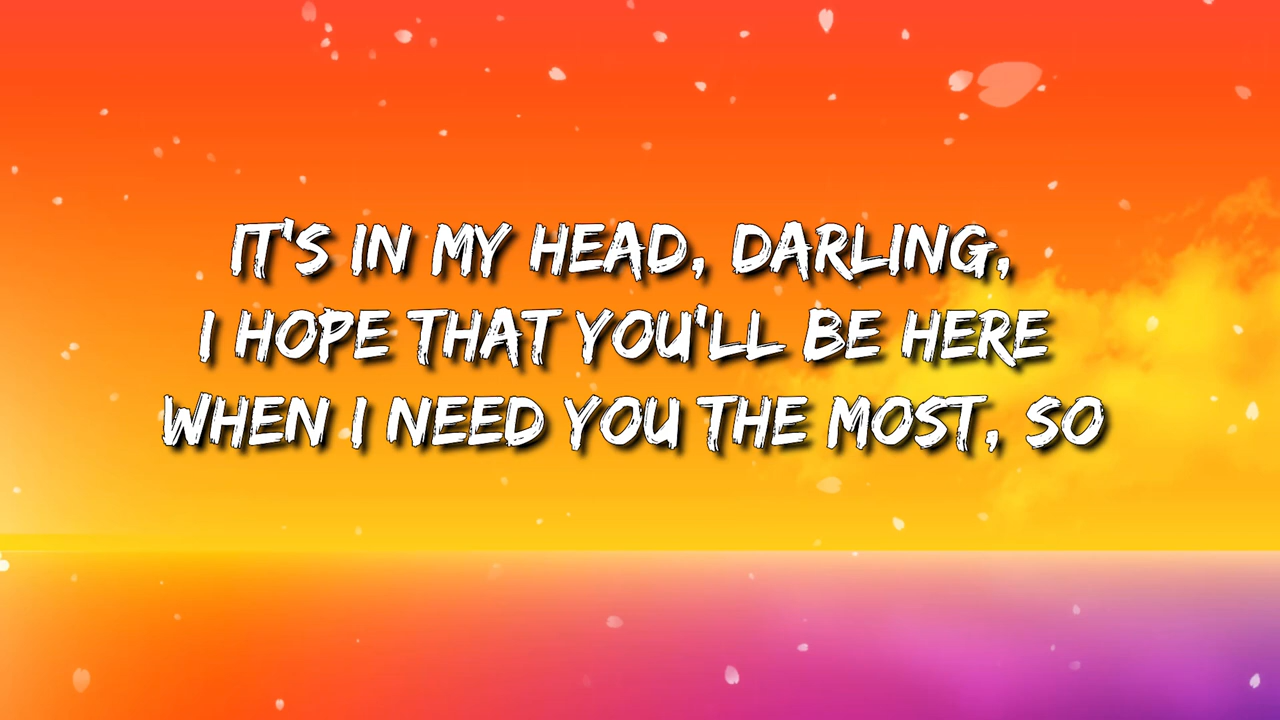 IT'S IN MY HEAD, DARLING,
I HOPE THAT YOU'LL BE HERE
WHEN I NEED YOU THE MOST, SO